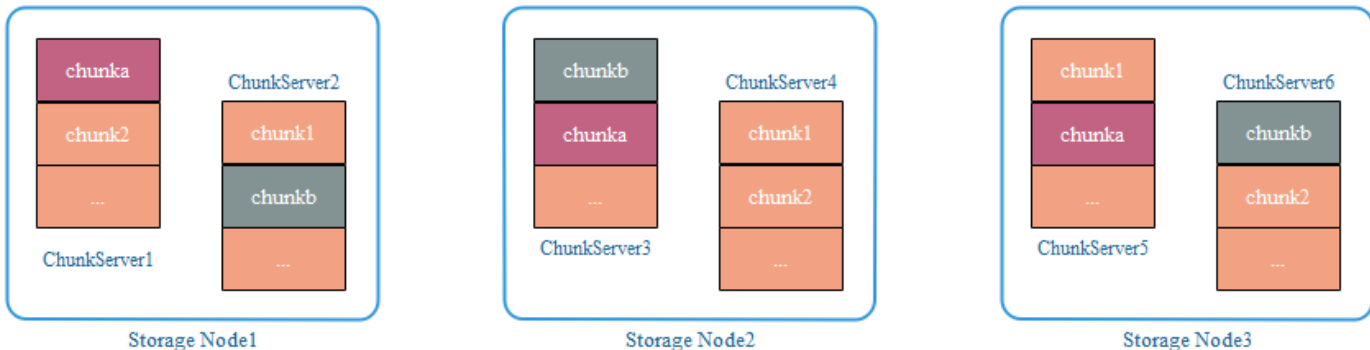 chunka
chunk2
...
ChunkServer1
ChunkServer2
chunk1
chunkb
...
Storage Node1
chunkb
chunka
...
ChunkServer3
ChunkServer4
chunk1
chunk2
...
Storage Node2
chunk1
chunka
...
ChunkServer5
ChunkServer6
chunkb
chunk2
...
Storage Node3